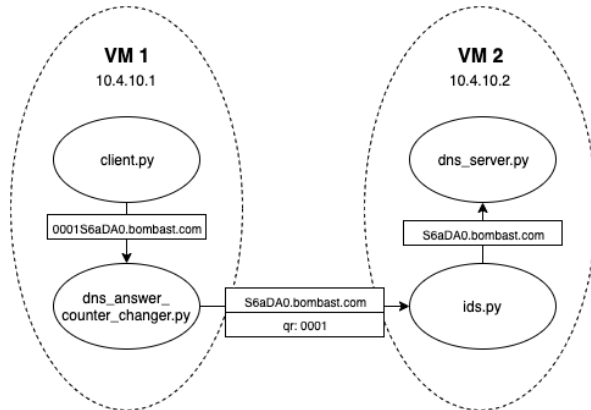 VM 1
10.4.10.1
client.py
0001S6aDA0.bombast.com
dns_answer_
counter_changer.py
S6aDA0.bombast.com
qr: 0001
VM 2
10.4.10.2
dns_server.py
S6aDA0.bombast.com
ids.py